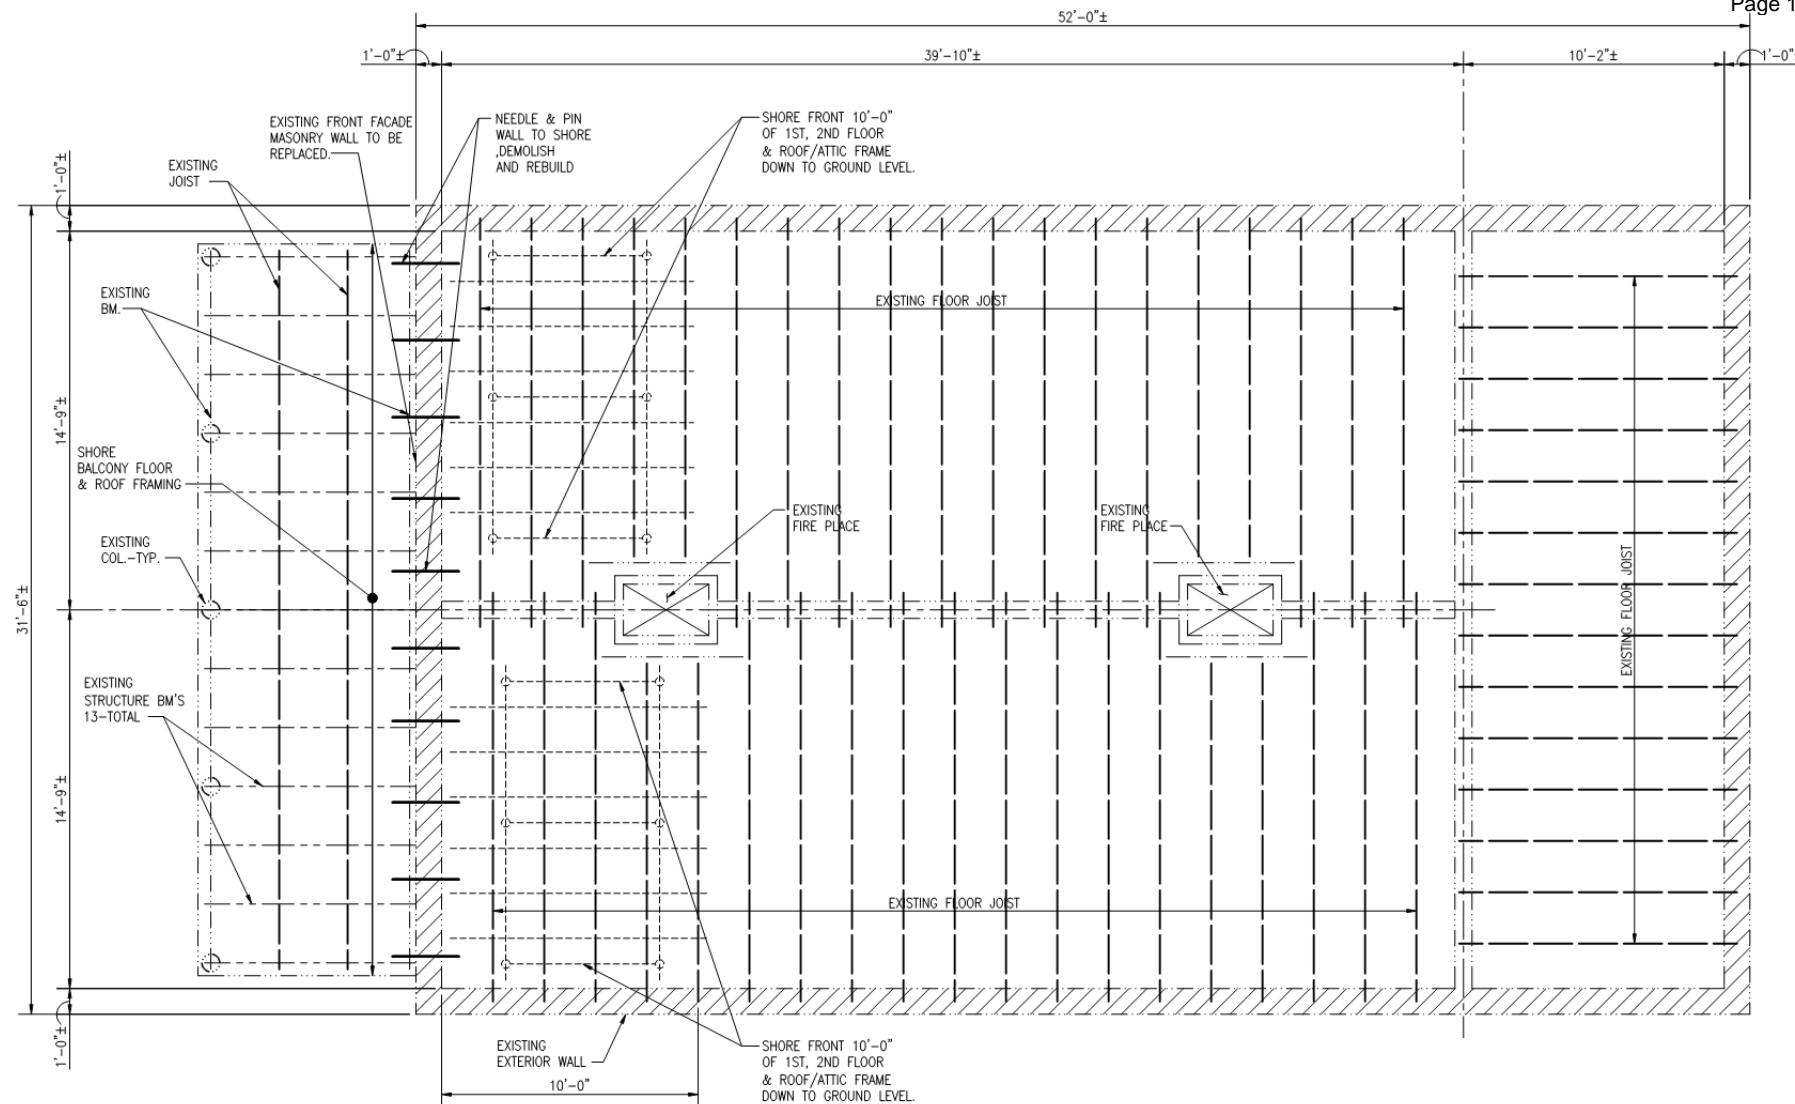 Page 1
52'-0"±
1'-0"±
39'-10"±
10'-2"±
1'-0"
EXISTING FRONT FACADE
MASONRY WALL TO BE
REPLACED.
NEEDLE & PIN
WALL TO SHORE
,DEMOLISH
AND REBUILD
SHORE FRONT 10'-0"
OF 1ST, 2ND FLOOR
& ROOF/ATTIC FRAME
DOWN TO GROUND LEVEL.
EXISTING
JOIST
1'-0"±
EXISTING
BM.
EXISTING FLOOR JOIST
14'-9"±
SHORE
BALCONY FLOOR
& ROOF FRAMING
EXISTING
FIRE PLACE
EXISTING
FIRE PLACE
EXISTING
COL.-TYP.
31'-6"±
EXISTING FLOOR JOIST
EXISTING
STRUCTURE BM'S
13-TOTAL
14'-9"±
EXISTING FLOOR JOIST
1'-0"±
EXISTING
EXTERIOR WALL
10'-0"
SHORE FRONT 10'-0"
OF 1ST, 2ND FLOOR
& ROOF/ATTIC FRAME
DOWN TO GROUND LEVEL.